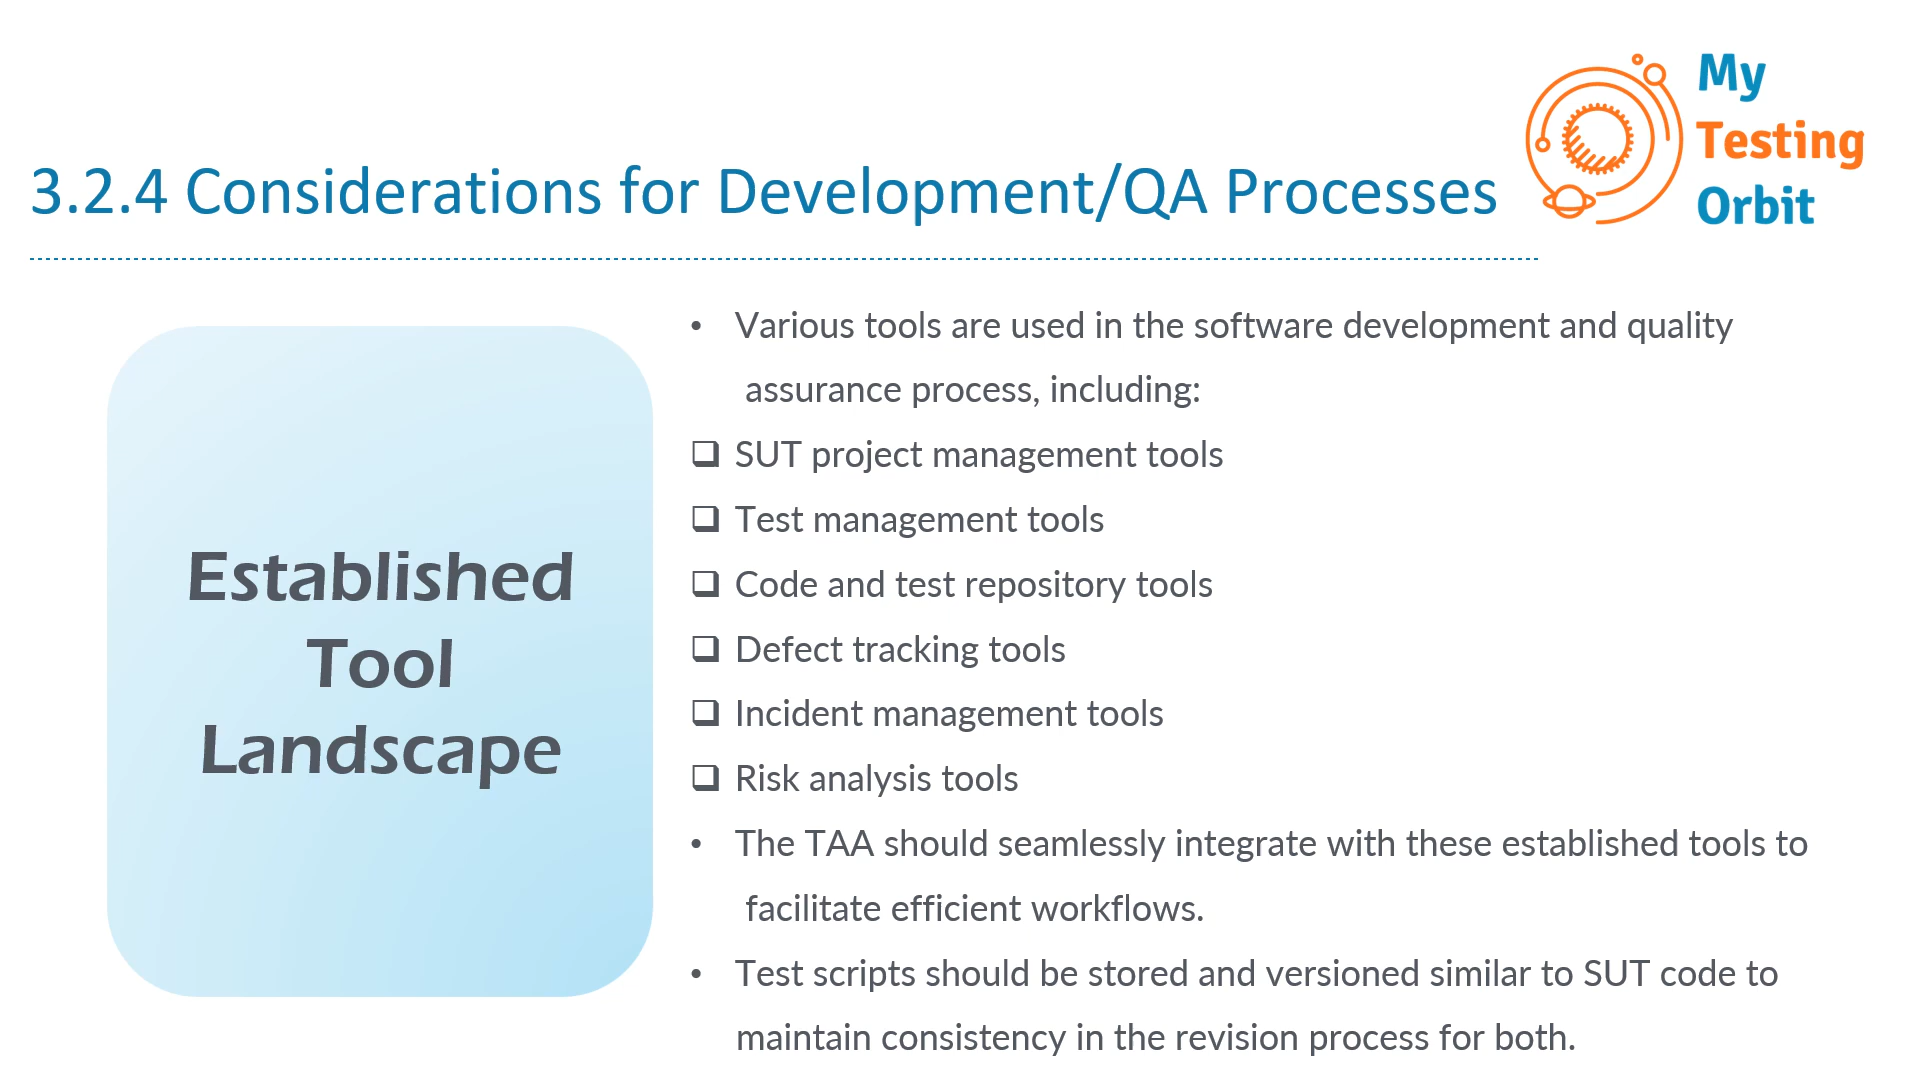 My
Testing
Orbit
3.2.4 Considerations for Development/QA Processes
Established
Tool
Landscape
• Various tools are used in the software development and quality
assurance process, including:
❑ SUT project management tools
❑ Test management tools
❑ Code and test repository tools
❑ Defect tracking tools
❑ Incident management tools
❑ Risk analysis tools
• The TAA should seamlessly integrate with these established tools to
facilitate efficient workflows.
• Test scripts should be stored and versioned similar to SUT code to
maintain consistency in the revision process for both.